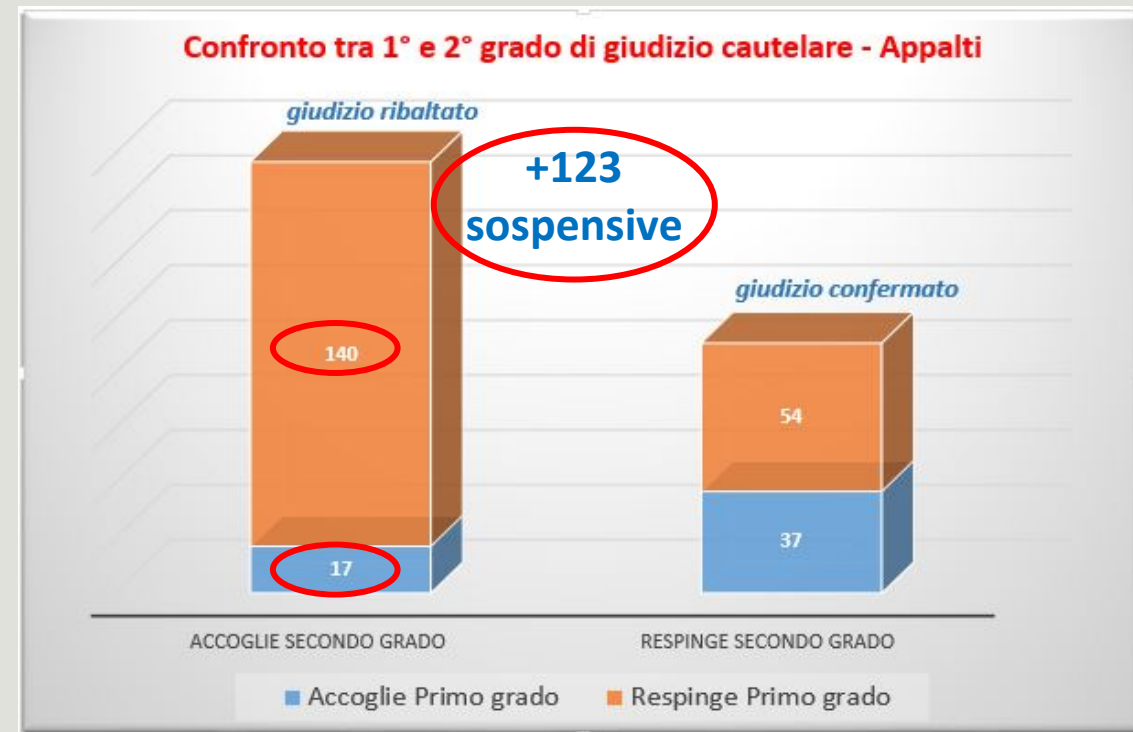 Confronto tra 1° e 2° grado di giudizio cautelare - Appalti
giudizio ribaltato
+123
sospensive
giudizio confermato
140
54
37
17
ACCOGLIE SECONDO GRADO
RESPINGE SECONDO GRADO
Accoglie Primo grado
Respinge Primo grado